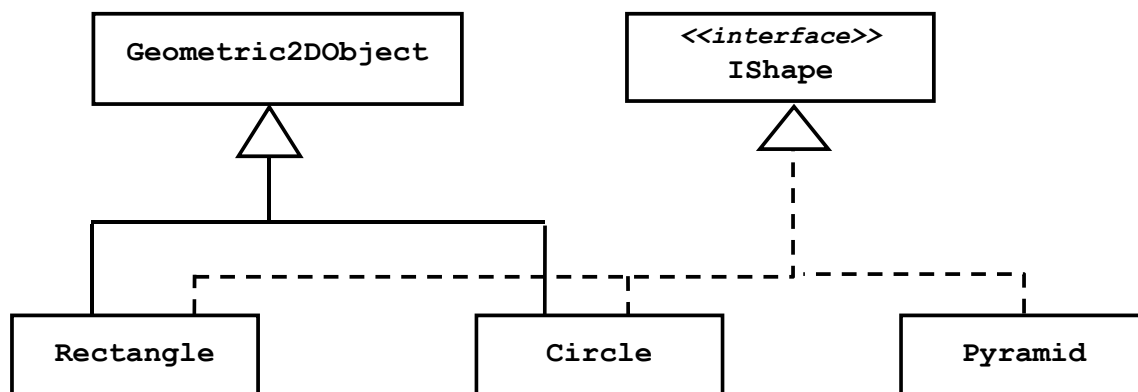 Geometric2DObject
<<interface>>
IShape
Rectangle
Circle
Pyramid